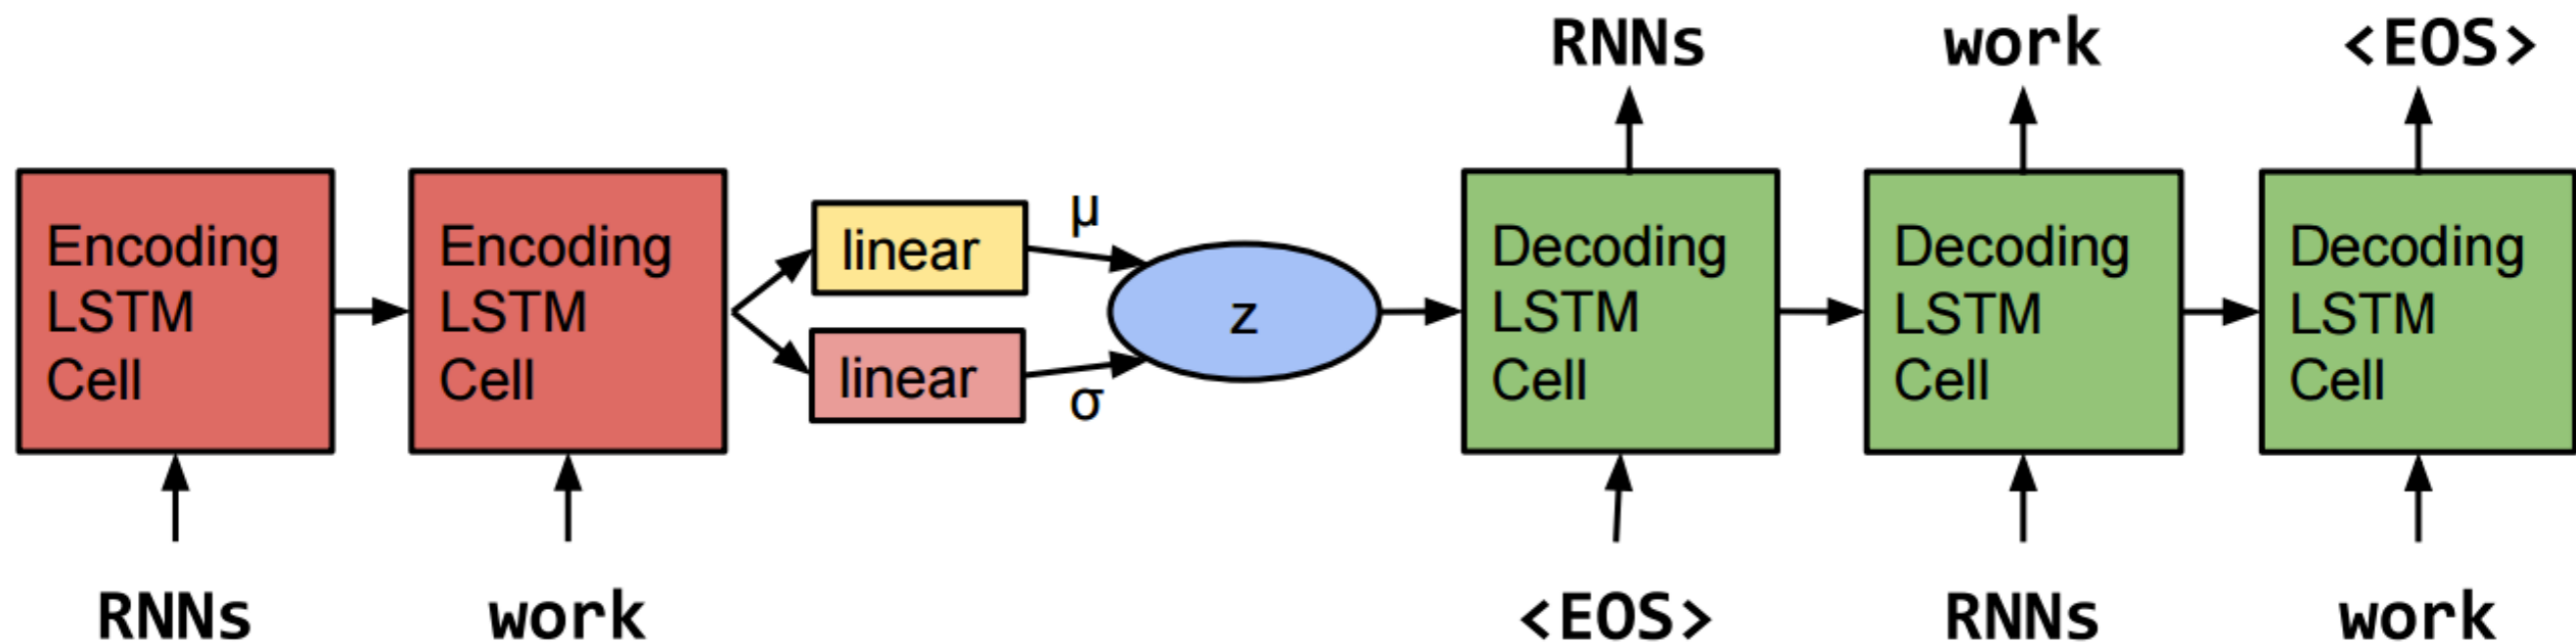 RNNs work <EOS>
Encoding
LSTM
Cell
Encoding
LSTM
Cell
linear
μ
linear
σ
z
Decoding
LSTM
Cell
Decoding
LSTM
Cell
Decoding
LSTM
Cell
RNNs work <EOS> RNNs work